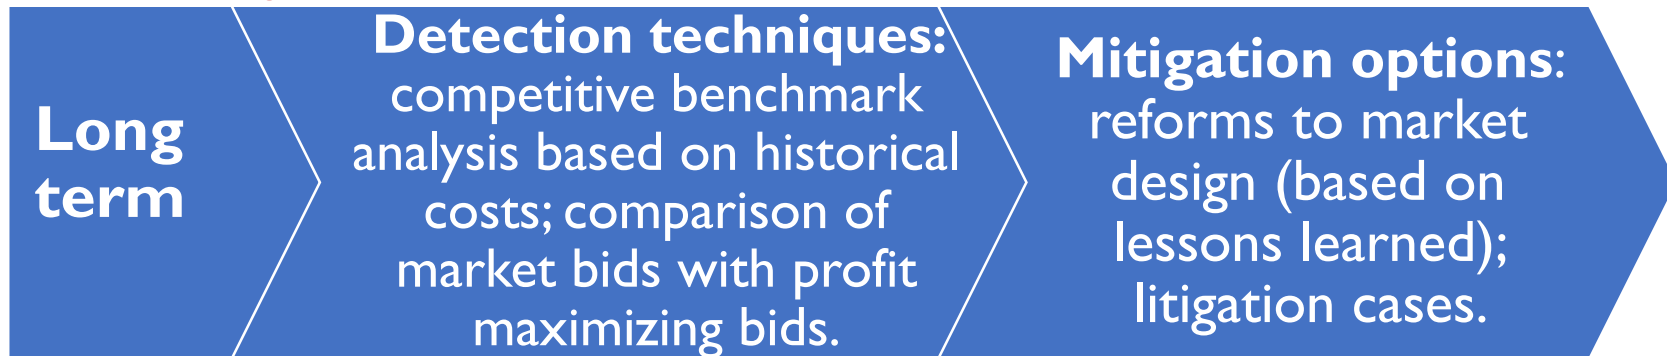 Long
term
Detection techniques:
competitive benchmark
analysis based on historical
costs; comparison of
market bids with profit
maximizing bids.
Mitigation options:
reforms to market
design (based on
lessons learned);
litigation cases.